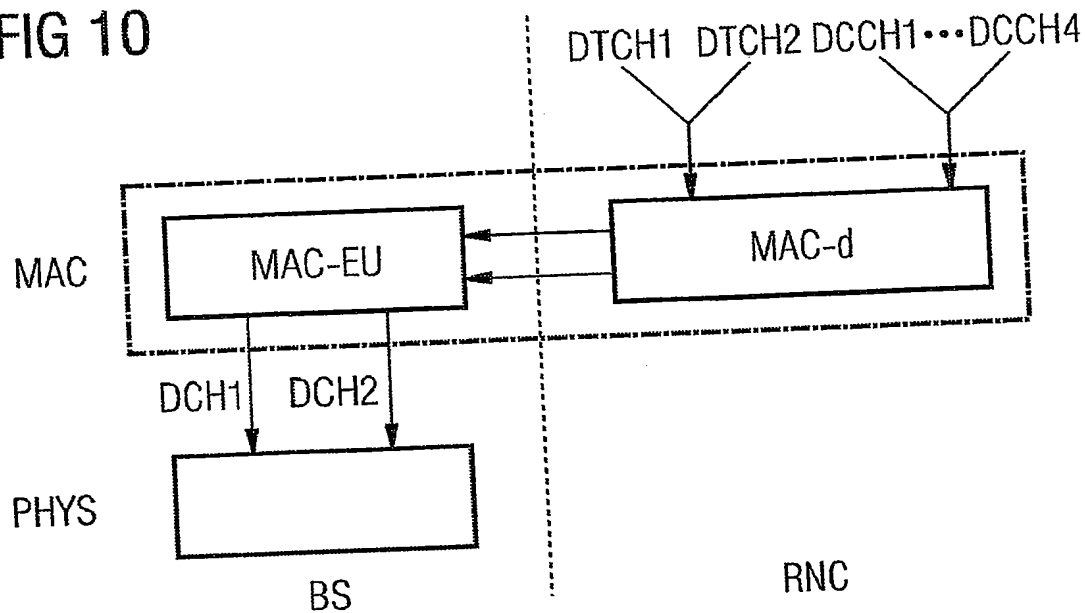 FIG 10
DTCH1 DTCH2 DCCH1•••DCCH4
MAC
MAC-EU
MAC-d
DCH1
DCH2
PHYS
BS
RNC